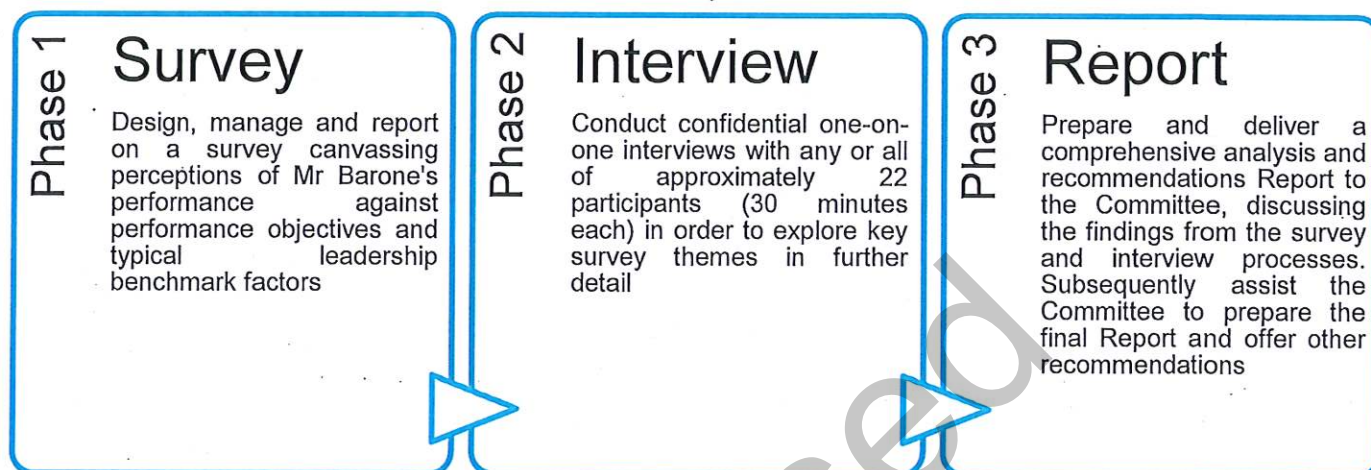 Phase 1
Survey
Design, manage and report
on a survey canvassing
perceptions of Mr Barone's
performance against
performance objectives and
typical leadership
benchmark factors
Phase 2
Interview
Conduct confidential one-on-
one interviews with any or all
of approximately 22
participants (30 minutes
each) in order to explore key
survey themes in further
detail
Phase 3
Report
Prepare and deliver a
comprehensive analysis and
recommendations Report to
the Committee, discussing
the findings from the survey
and interview processes.
Subsequently assist the
Committee to prepare the
final Report and offer other
recommendations